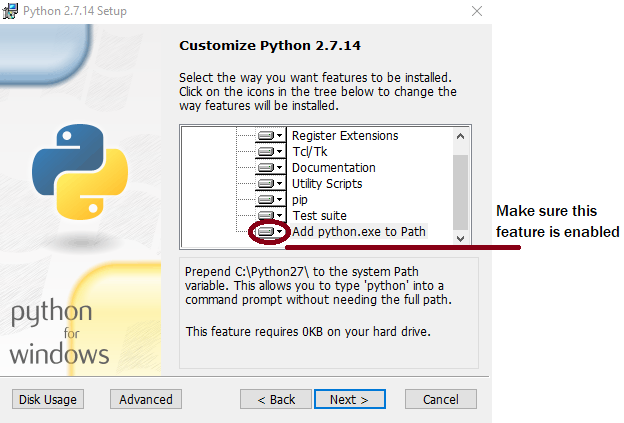 Python 2.7.14 Setup
Customize Python 2.7.14
Select the way you want features to be installed.
Click on the icons in the tree below to change the
way features will be installed.
Register Extensions
Tcl/Tk
Documentation
Utility Scripts
pip
Test suite
Add python.exe to Path
Make sure this
feature is enabled
Prepend C:\Python27\ to the system Path
variable. This allows you to type 'python' into a
command prompt without needing the full path.
This feature requires 0KB on your hard drive.
python
for
windows
Disk Usage
Advanced
< Back
Next >
Cancel